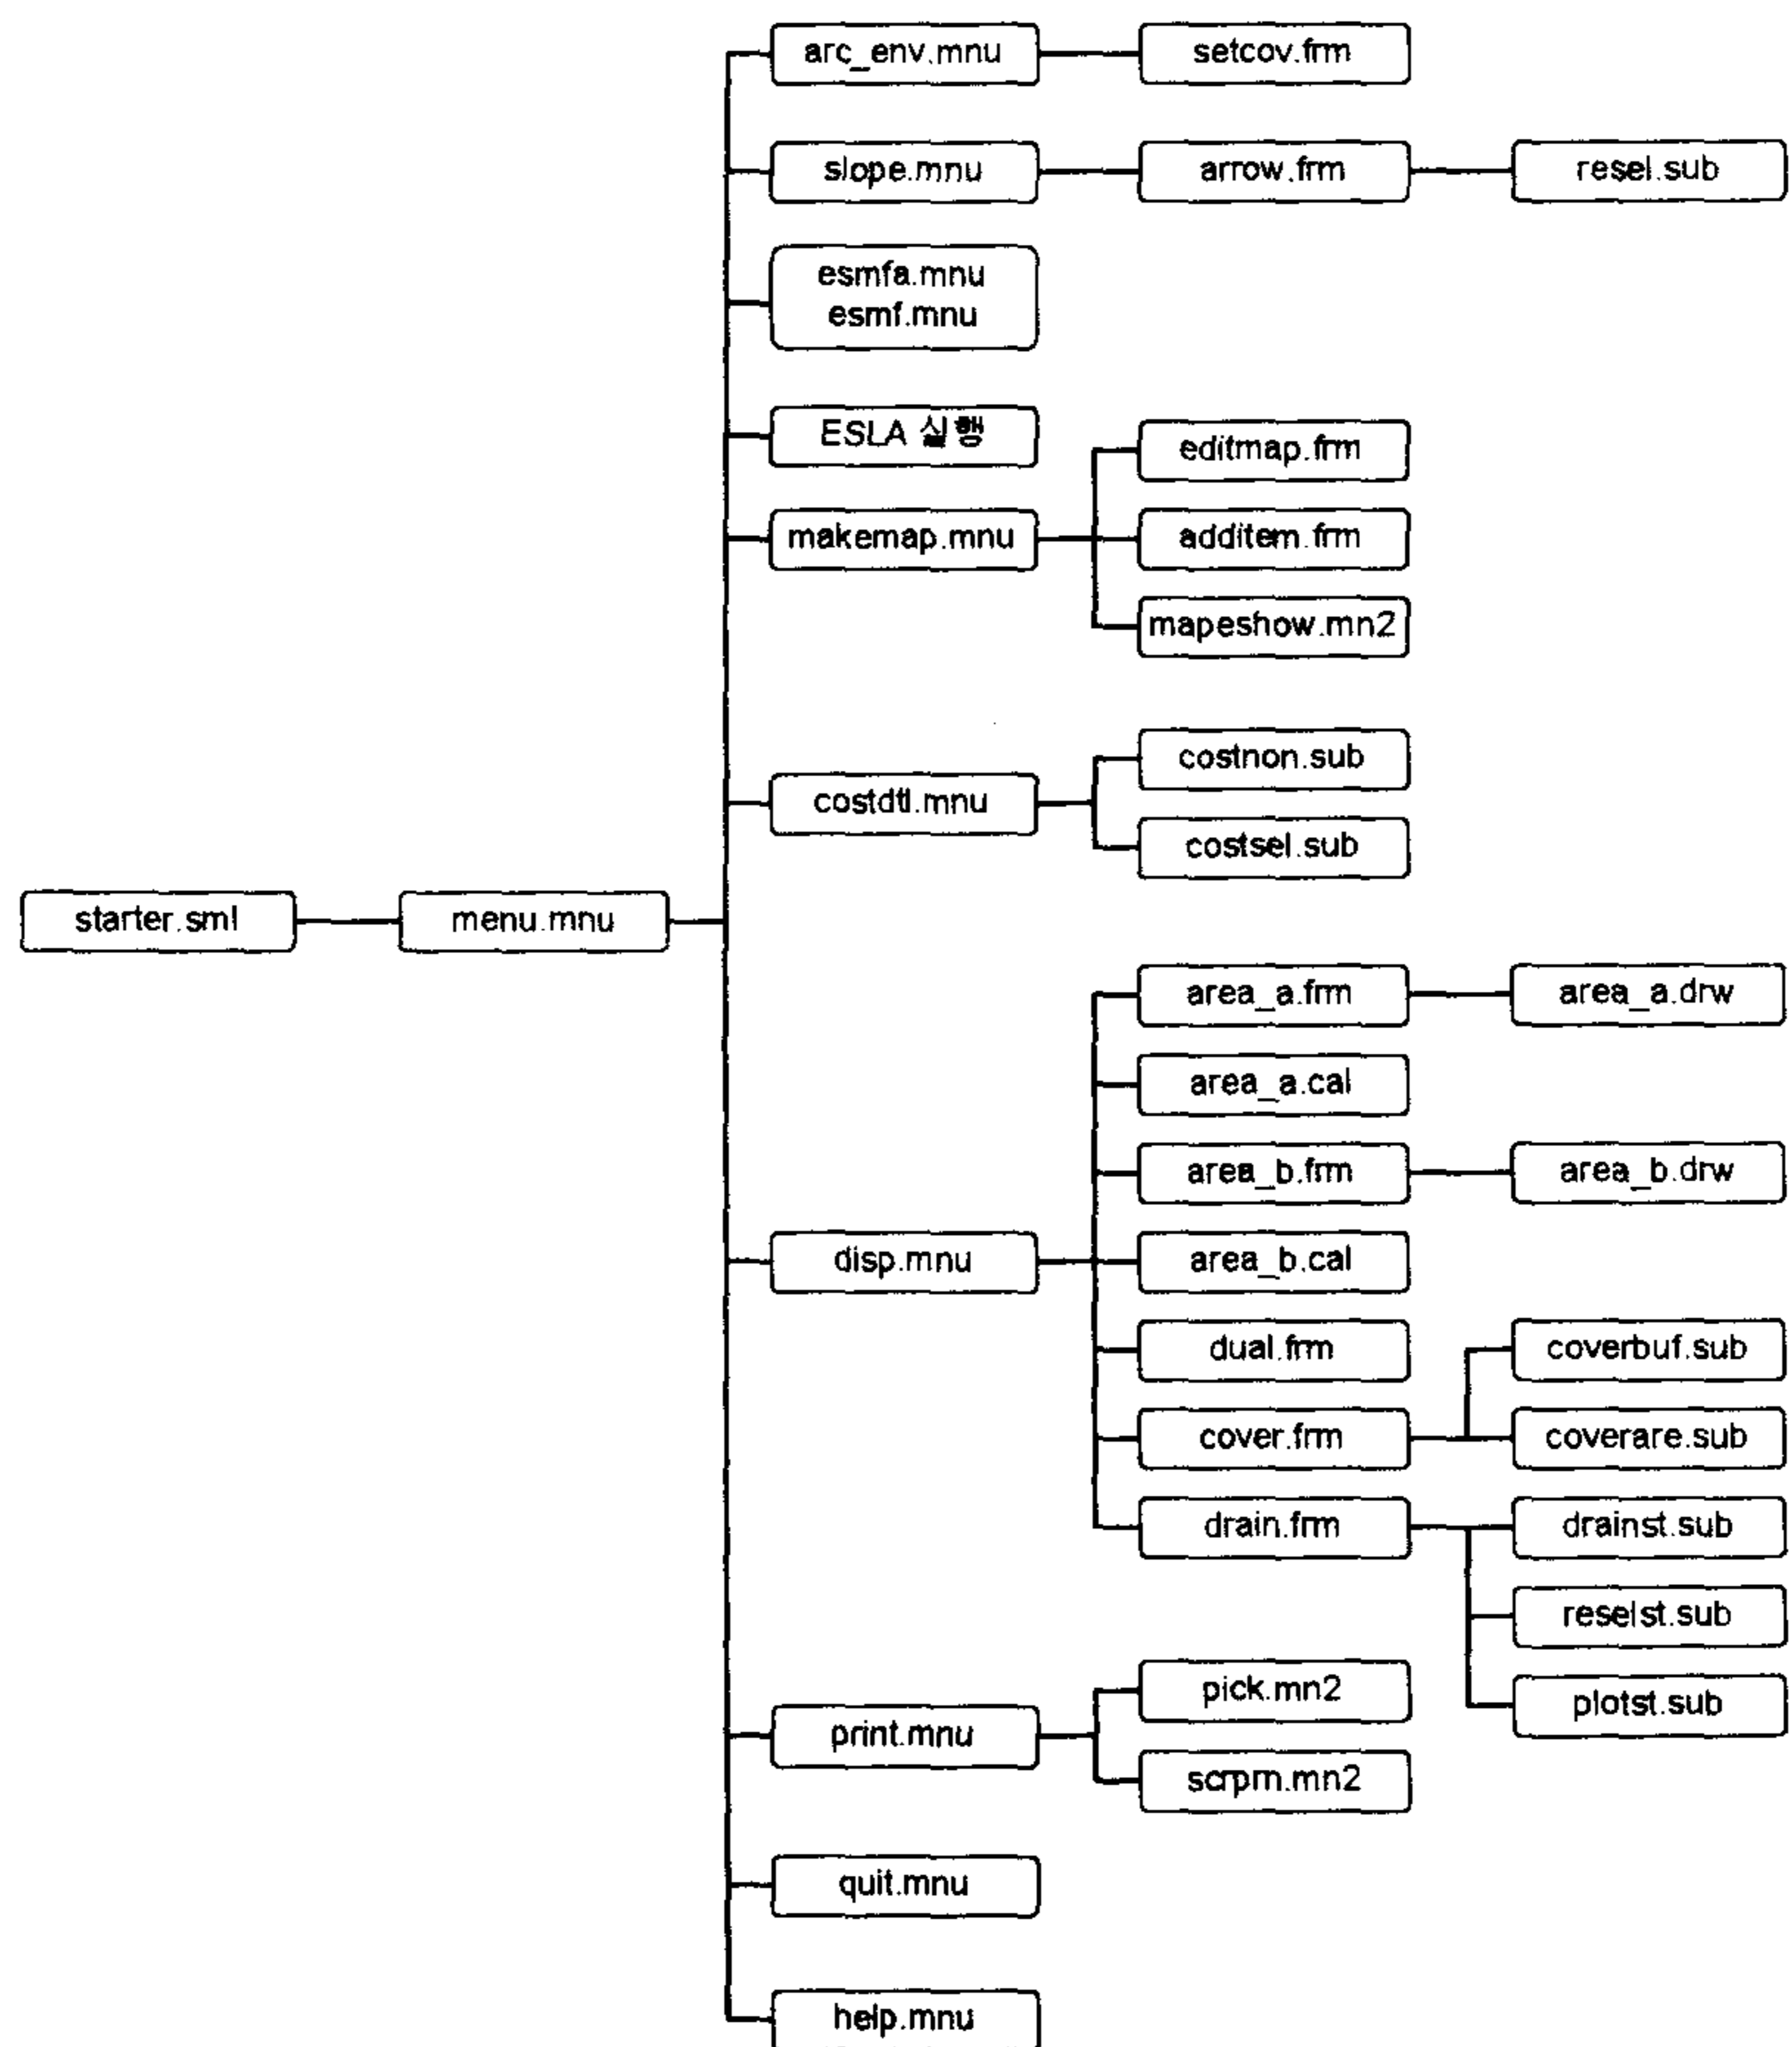 arc_env.mnu
setcov.frm
slope.mnu
arrow.frm
resel.sub
esmfa.mnu
esmf.mnu
ESLA 실행
editmap.frm
makemap.mnu
additem.frm
mapeshow.mn2
costnon.sub
costdtl.mnu
costsel.sub
starter.sml
menu.mnu
area_a.frm
area_a.drw
area_a.cal
area_b.frm
area_b.drw
disp.mnu
area_b.cal
dual.frm
coverbuf.sub
cover.frm
coverare.sub
drain.frm
drainst.sub
reselst.sub
pick.mn2
plotst.sub
print.mnu
scrprn.mn2
quit.mnu
help.mnu